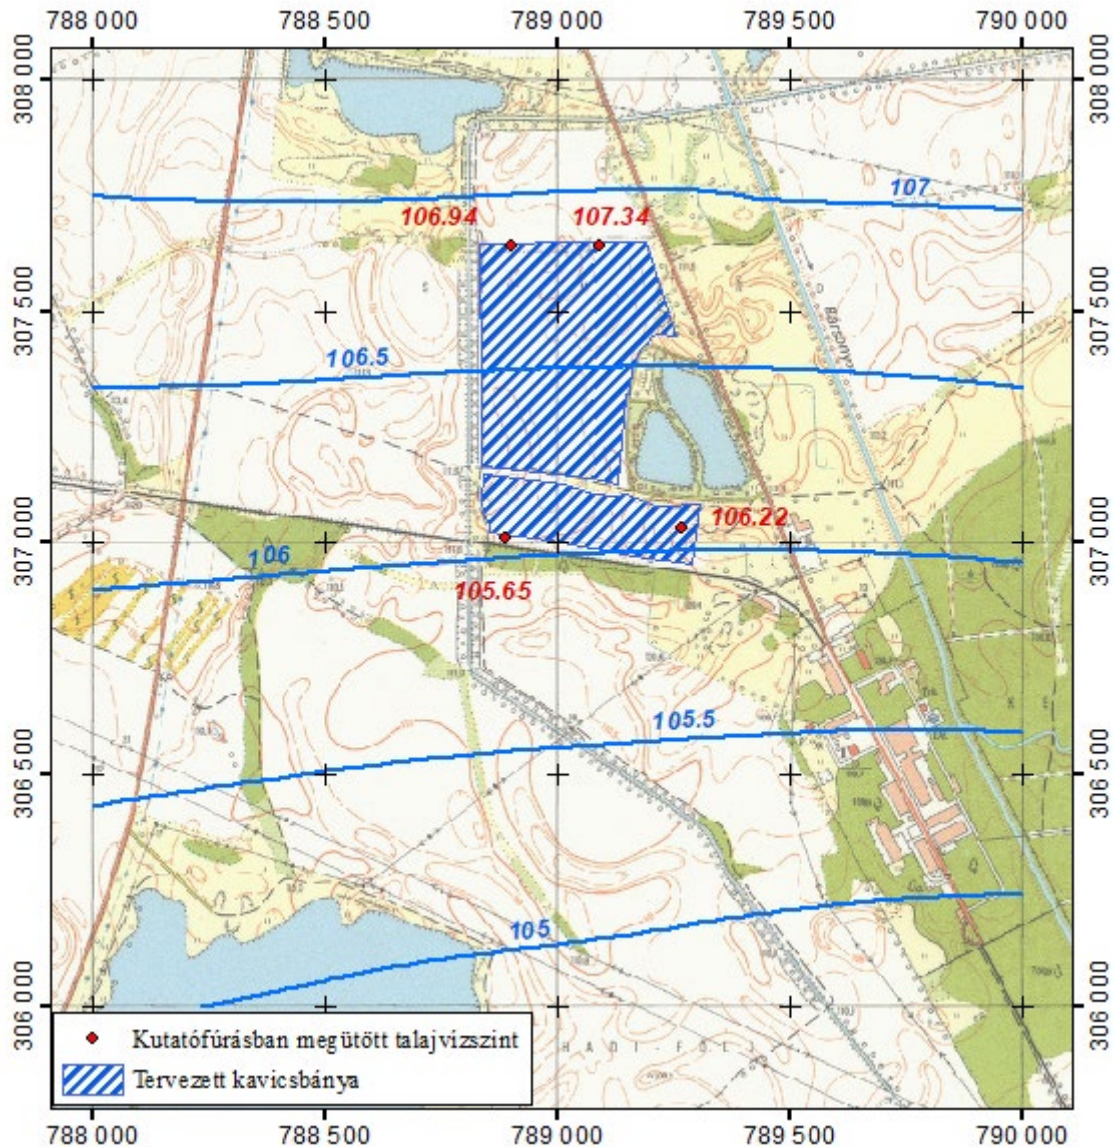 788 000 788 500 789 000 789 500 790 000
308 000 308 000
107
106.94 107.34
307 500 307 500
Bársonyo
106.5
106.22
307 000 307 000
106
105.65
105.5
306 500 306 500
105
306 000 306 000
Kutatófúrásban megütött talajvízszint
HADI-FÖL
Tervezett kavicsbánya
788 000 788 500 789 000 789 500 790 000